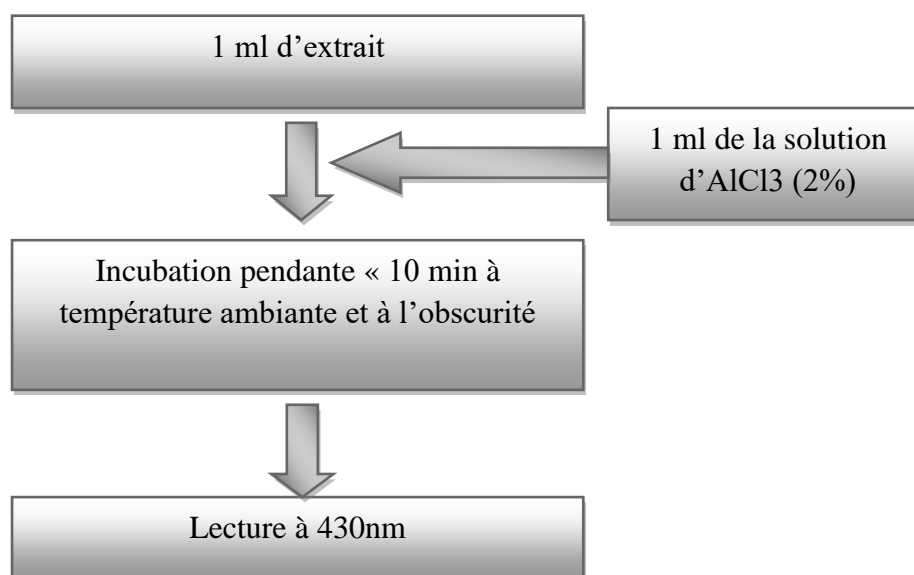 1 ml d’extrait
1 ml de la solution
d’AlCl3 (2%)
Incubation pendante « 10 min à
température ambiante et à l’obscurité
Lecture à 430nm